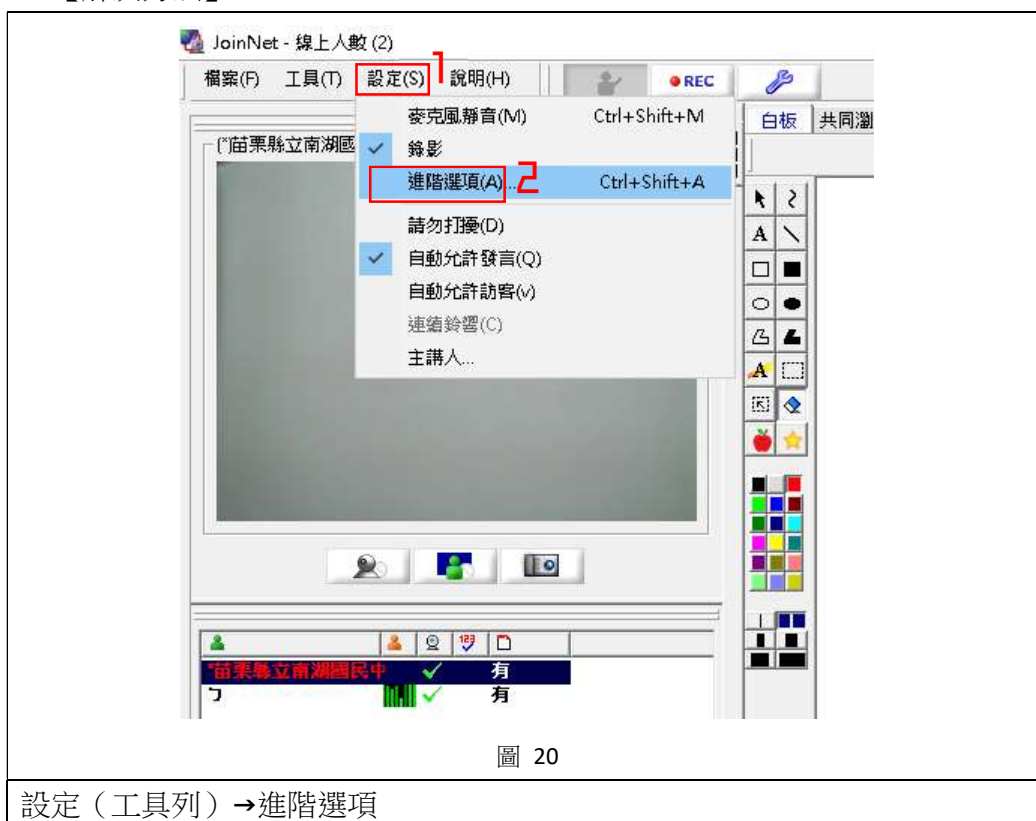 JoinNet - 線上人數 (2)
檔案(F) 工具(T) 設定(S) 1 說明(H) REC
麥克風靜音(M) Ctrl+Shift+M
白板 共同瀏
(*)苗栗縣立南湖國
錄影
進階選項(A)... 2 Ctrl+Shift+A
請勿打擾(D)
自動允許發言(Q)
自動允許訪客(v)
連續鈴響(C)
主講人...
A
A
K
123
*苗栗縣立南湖國民中 有
ㄅ 有
圖 20
設定（工具列）→進階選項